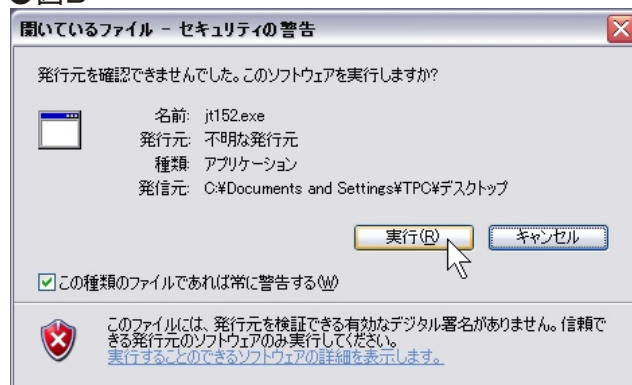 ●図B
開いているファイル - セキュリティの警告
発行元を確認できませんでした。このソフトウェアを実行しますか?
名前: jt152.exe
発行元: 不明な発行元
種類: アプリケーション
発信元: C:¥Documents and Settings¥TPC¥デスクトップ
実行(R) キャンセル
この種類のファイルであれば常に警告する(W)
このファイルには、発行元を検証できる有効なデジタル署名がありません。信頼で
きる発行元のソフトウェアのみ実行してください。
実行することのできるソフトウェアの詳細を表示します。